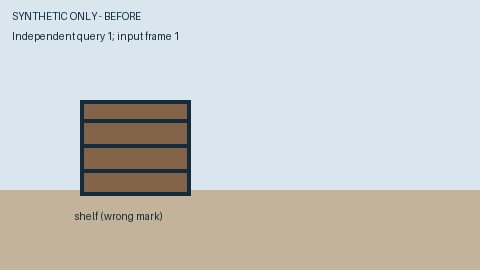 SYNTHETIC ONLY - BEFORE
Independent query 1; input frame 1
shelf (wrong mark)